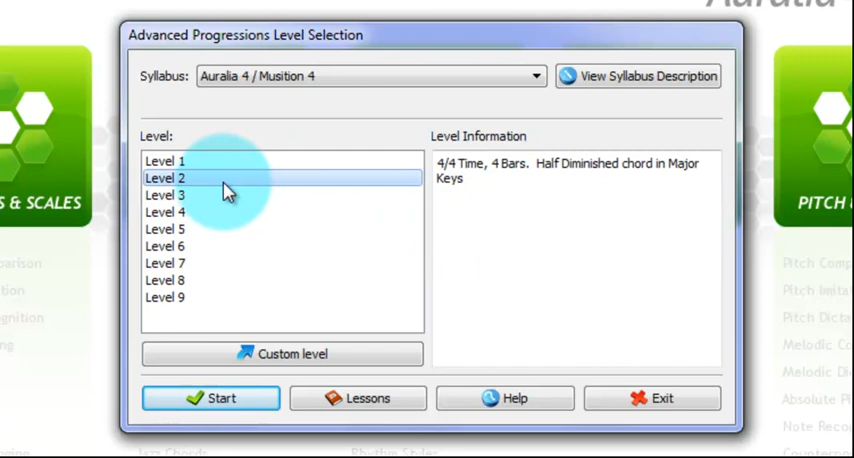 Advanced Progressions Level Selection
Syllabus: Auralia 4 / Musition 4 View Syllabus Description
Level:
Level 1
Level 2
Level 3
Level 4
Level 5
Level 6
Level 7
Level 8
Level 9
Custom level
Level Information
4/4 Time, 4 Bars. Half Diminished chord in Major
Keys
Start Lessons Help Exit
S & SCALES
PITCH
Pitch Comp
Pitch Imita
Pitch Dicta
Melodic Co
Melodic Di
Absolute Pi
Note Reco
Counterpo
Jazz Chords
Rhythm Styles